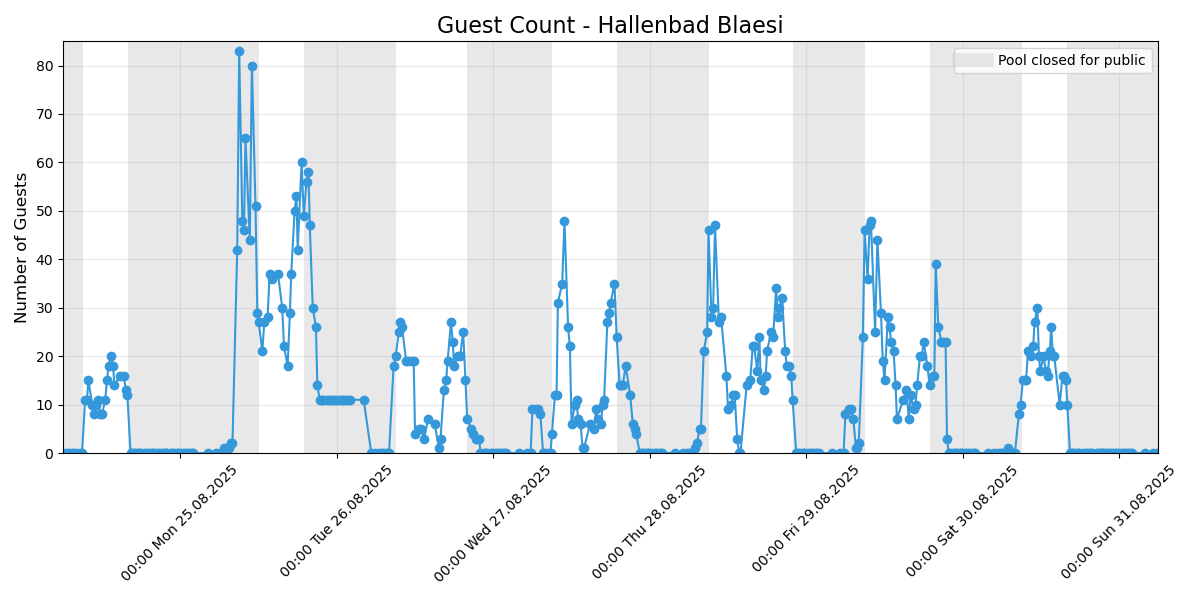 Guest Count - Hallenbad Blaesi
Pool closed for public
Number of Guests
80
70
60
50
40
30
20
10
0
00:00 Mon 25.08.2025
00:00 Tue 26.08.2025
00:00 Wed 27.08.2025
00:00 Thu 28.08.2025
00:00 Fri 29.08.2025
00:00 Sat 30.08.2025
00:00 Sun 31.08.2025